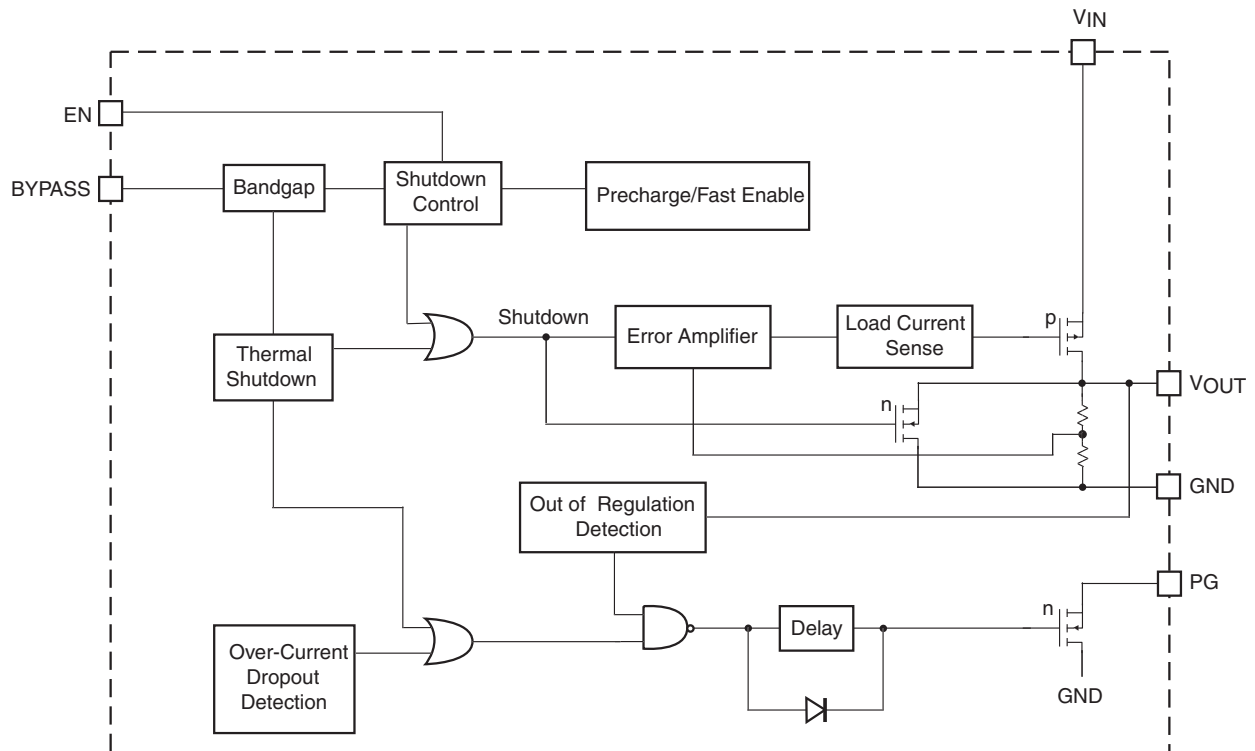 VIN
EN
BYPASS
Bandgap
Shutdown
Control
Precharge/Fast Enable
Shutdown
Error Amplifier
Load Current
Sense
p
Thermal
Shutdown
n
VOUT
GND
Out of Regulation
Detection
PG
n
Delay
Over-Current
Dropout
Detection
GND